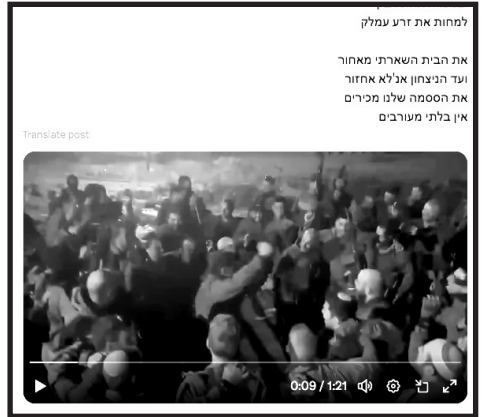 למחות את זרע עמלק
את הבית השארתי מאחור
ועד הניצחון אנ'לא אחזור
את הססמה שלנו מכירים
אין בלתי מעורבים
Translate post
0:09 / 1:21